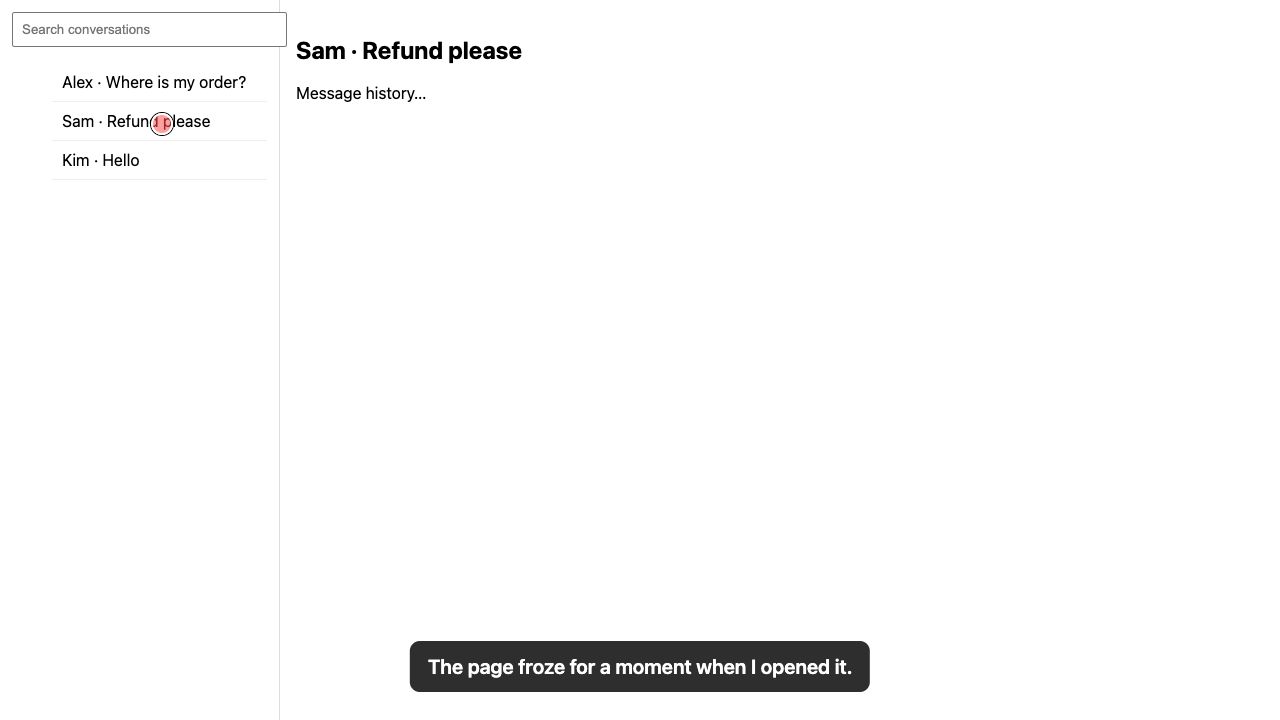 Search conversations
Alex · Where is my order?
Sam · Refund please
Kim · Hello
Sam · Refund please
Message history...
The page froze for a moment when I opened it.